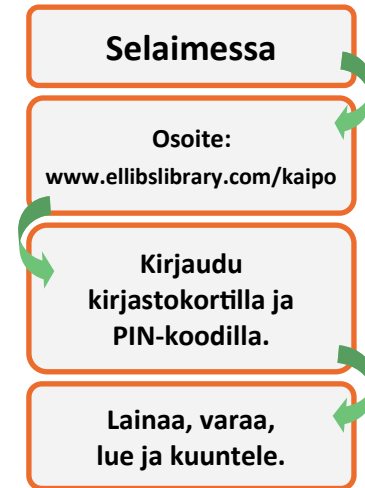 Selaimessa
Osoite:
www.ellibslibrary.com/kaipo
Kirjaudu
kirjastokortilla ja
PIN-koodilla.
Lainaa, varaa,
lue ja kuuntele.